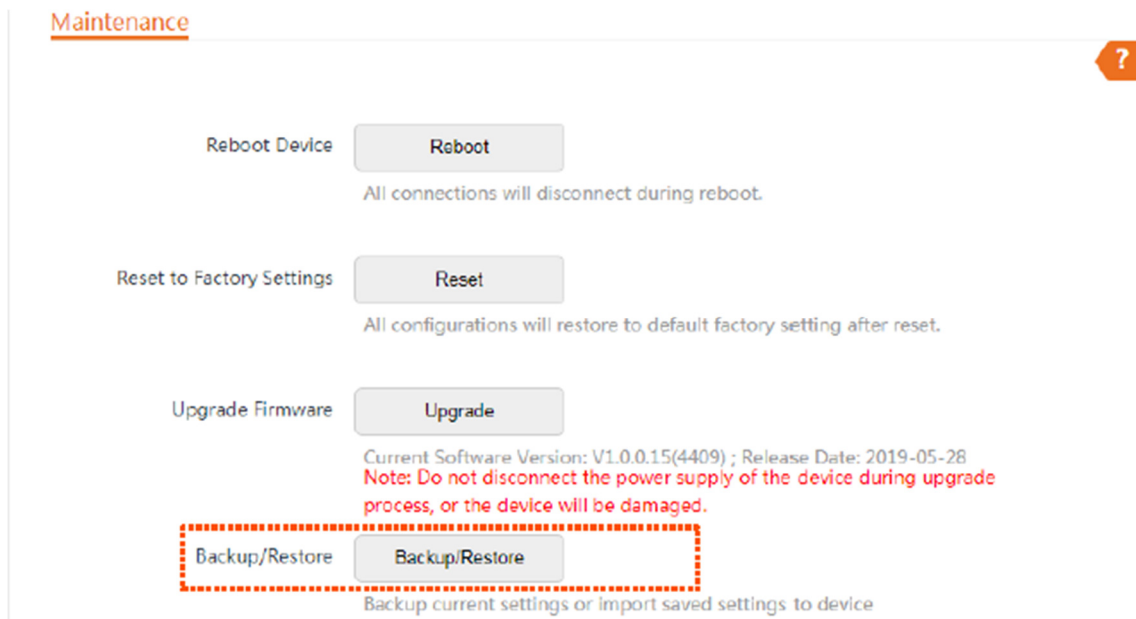 Maintenance
?
Reboot Device Reboot
All connections will disconnect during reboot.
Reset to Factory Settings Reset
All configurations will restore to default factory setting after reset.
Upgrade Firmware Upgrade
Current Software Version: V1.0.0.15(4409) ; Release Date: 2019-05-28
Note: Do not disconnect the power supply of the device during upgrade
process, or the device will be damaged.
Backup/Restore Backup/Restore
Backup current settings or import saved settings to device